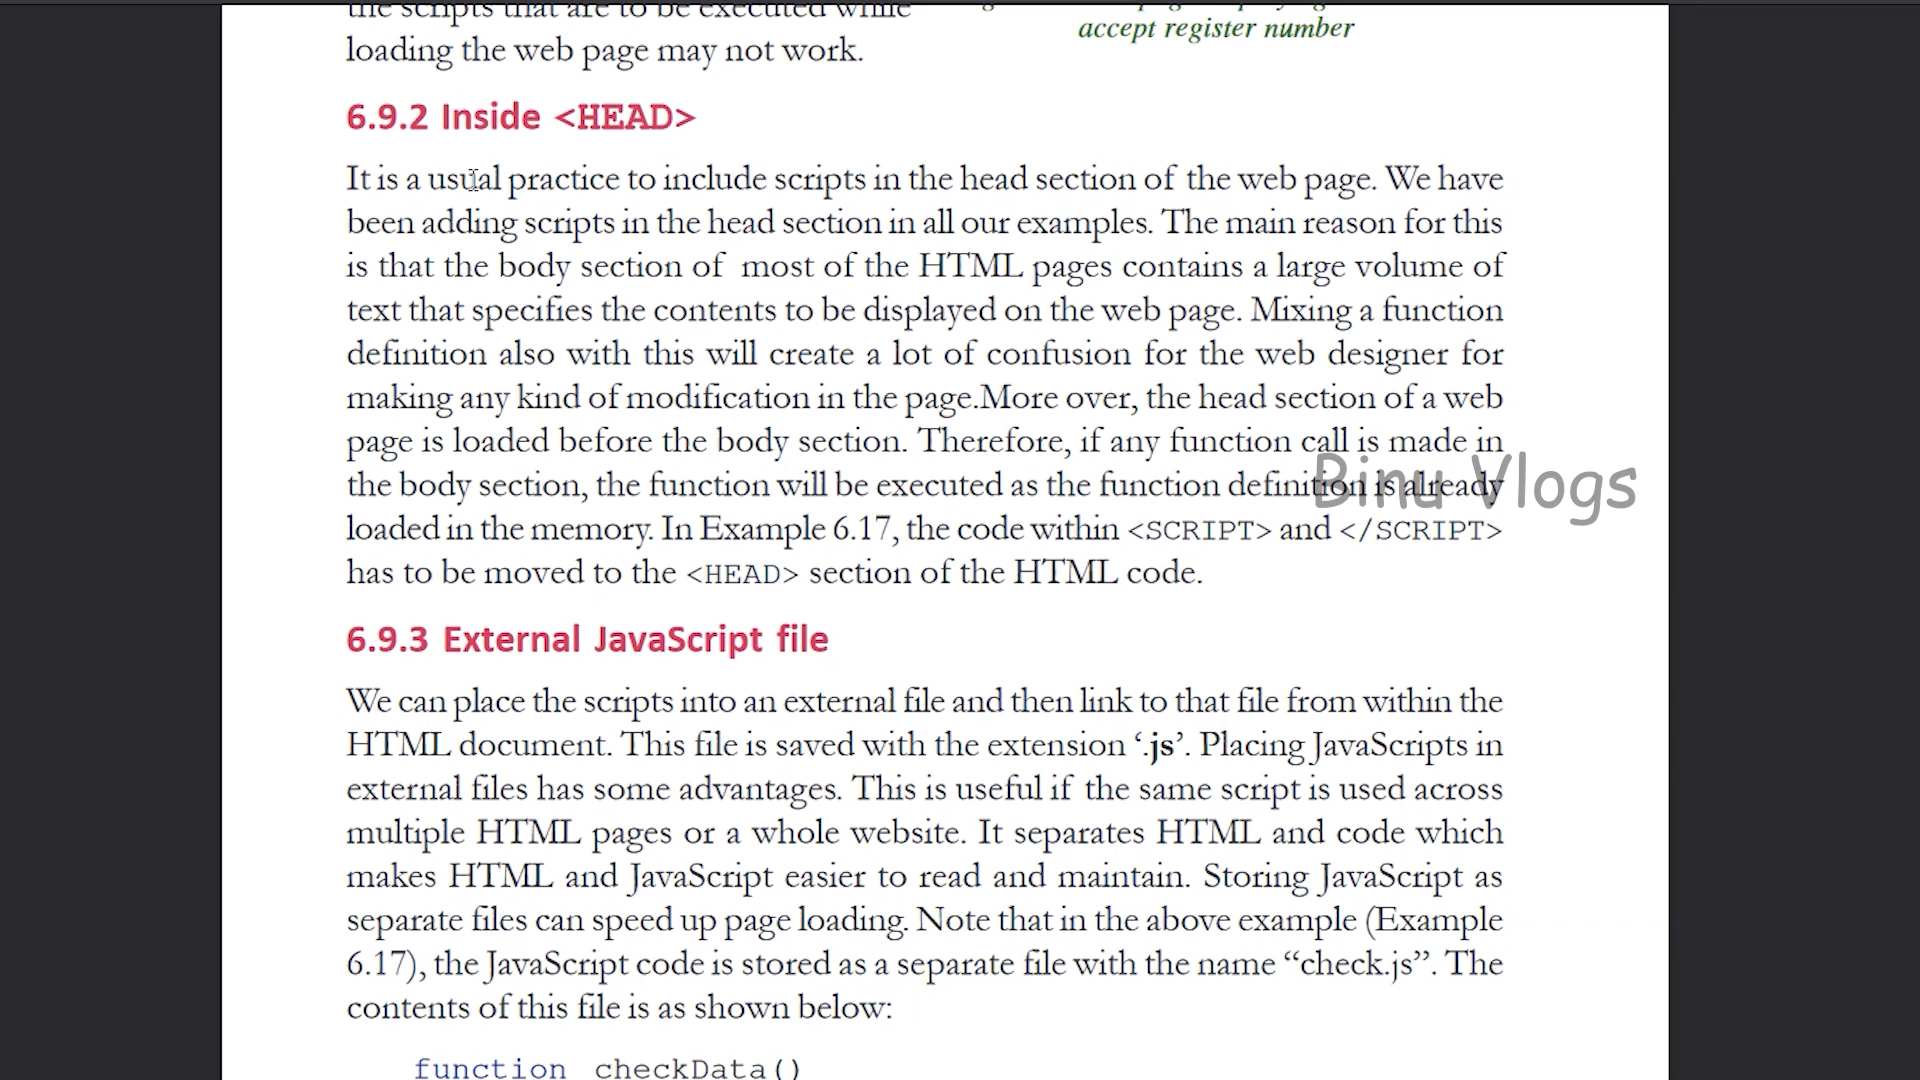 the scripts that are to be executed while
accept register number
loading the web page may not work.
6.9.2 Inside <HEAD>
It is a usual practice to include scripts in the head section of the web page. We have
been adding scripts in the head section in all our examples. The main reason for this
is that the body section of most of the HTML pages contains a large volume of
text that specifies the contents to be displayed on the web page. Mixing a function
definition also with this will create a lot of confusion for the web designer for
making any kind of modification in the page.More over, the head section of a web
page is loaded before the body section. Therefore, if any function call is made in
the body section, the function will be executed as the function definition is already
Binu Vlogs
loaded in the memory. In Example 6.17, the code within <SCRIPT> and </SCRIPT>
has to be moved to the <HEAD> section of the HTML code.
6.9.3 External JavaScript file
We can place the scripts into an external file and then link to that file from within the
HTML document. This file is saved with the extension ‘.js’. Placing JavaScripts in
external files has some advantages. This is useful if the same script is used across
multiple HTML pages or a whole website. It separates HTML and code which
makes HTML and JavaScript easier to read and maintain. Storing JavaScript as
separate files can speed up page loading. Note that in the above example (Example
6.17), the JavaScript code is stored as a separate file with the name “check.js”. The
contents of this file is as shown below:
function checkData()